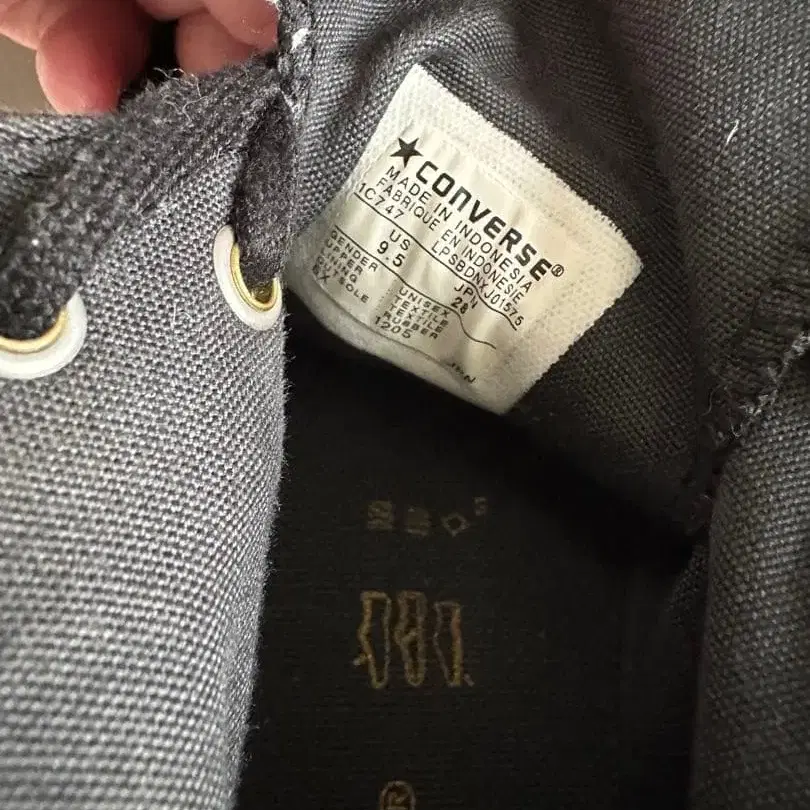 CONVERSE®
MADE IN INDONESIA
FABRIQUE EN INDONESIE
1C747 LPSBDNXJ01575
US JPN
9.5 28
GENDER UNISEX
UPPER TEXTILE
LINING TEXTILE
EX SOLE RUBBER
1205